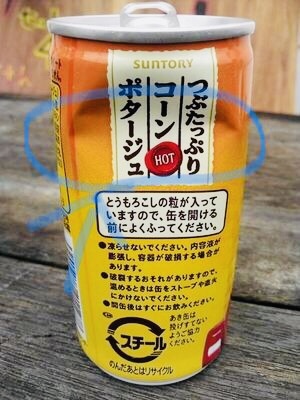 SUNTORY
つぶたっぷり
コーン
ポタージュ
HOT
とうもろこしの粒が入って
いますので、缶を開ける
前によくふってください。
●凍らせないでください。内容液が
膨張し、容器が破損する場合が
あります。
●破裂するおそれがありますので、
温めるときは缶をストーブや直火
にかけないでください。
●開缶後はすぐにお飲みください。
スチール
あき缶は
投げすてない
ようご協力
ください。
のんだあとはリサイクル